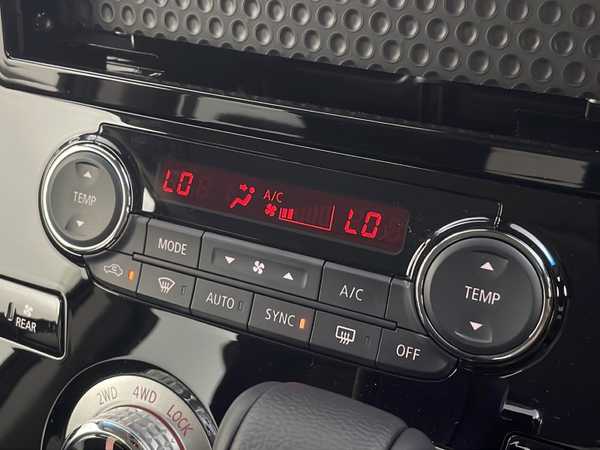 LO A/C LO
TEMP
MODE
A/C
TEMP
AUTO
SYNC
OFF
REAR
2WD 4WD LOCK